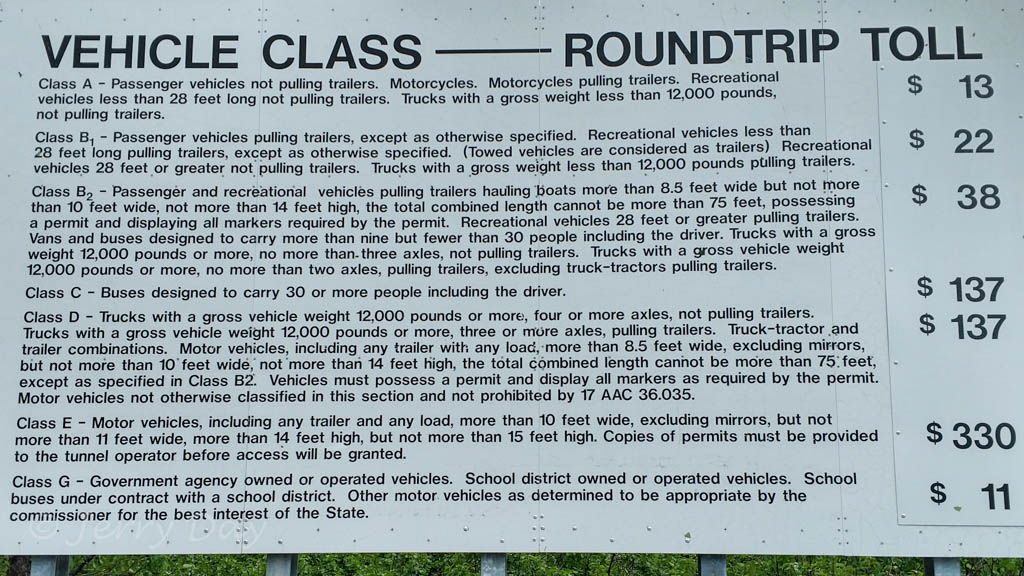 VEHICLE CLASS — ROUNDTRIP TOLL
Class A - Passenger vehicles not pulling trailers. Motorcycles. Motorcycles pulling trailers. Recreational
vehicles less than 28 feet long not pulling trailers. Trucks with a gross weight less than 12,000 pounds,
not pulling trailers.
$ 13
Class B₁ - Passenger vehicles pulling trailers, except as otherwise specified. Recreational vehicles less than
28 feet long pulling trailers, except as otherwise specified. (Towed vehicles are considered as trailers) Recreational
vehicles 28 feet or greater not pulling trailers. Trucks with a gross weight less than 12,000 pounds pulling trailers.
$ 22
Class B₂ - Passenger and recreational vehicles pulling trailers hauling boats more than 8.5 feet wide but not more
than 10 feet wide, not more than 14 feet high, the total combined length cannot be more than 75 feet, possessing
a permit and displaying all markers required by the permit. Recreational vehicles 28 feet or greater pulling trailers.
Vans and buses designed to carry more than nine but fewer than 30 people including the driver. Trucks with a gross
weight 12,000 pounds or more, no more than three axles, not pulling trailers. Trucks with a gross vehicle weight
12,000 pounds or more, no more than two axles, pulling trailers, excluding truck-tractors pulling trailers.
$ 38
Class C - Buses designed to carry 30 or more people including the driver.
$ 137
Class D - Trucks with a gross vehicle weight 12,000 pounds or more, four or more axles, not pulling trailers.
Trucks with a gross vehicle weight 12,000 pounds or more, three or more axles, pulling trailers. Truck-tractor and
trailer combinations. Motor vehicles, including any trailer with any load, more than 8.5 feet wide, excluding mirrors,
but not more than 10 feet wide, not more than 14 feet high, the total combined length cannot be more than 75 feet,
except as specified in Class B2. Vehicles must possess a permit and display all markers as required by the permit.
Motor vehicles not otherwise classified in this section and not prohibited by 17 AAC 36.035.
$ 137
Class E - Motor vehicles, including any trailer and any load, more than 10 feet wide, excluding mirrors, but not
more than 11 feet wide, more than 14 feet high, but not more than 15 feet high. Copies of permits must be provided
to the tunnel operator before access will be granted.
$ 330
Class G - Government agency owned or operated vehicles. School district owned or operated vehicles. School
buses under contract with a school district. Other motor vehicles as determined to be appropriate by the
commissioner for the best interest of the State.
$ 11
© Jerry Day